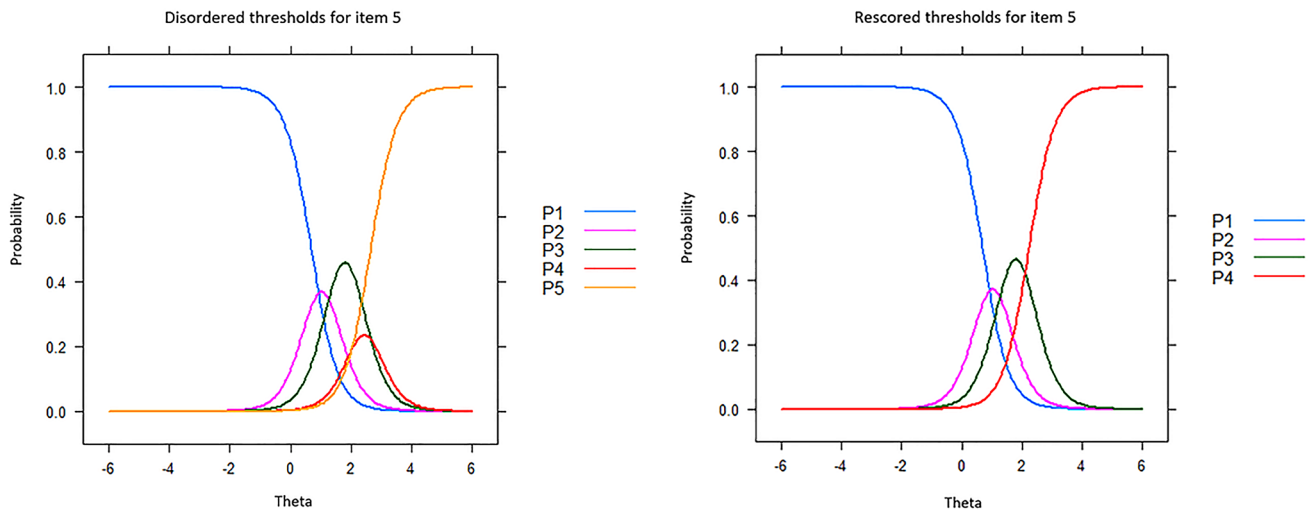 Disordered thresholds for item 5
1.0
0.8
0.6
0.4
0.2
0.0
Probability
-6
-4
-2
0
2
4
6
Theta
P1
P2
P3
P4
P5
Rescored thresholds for item 5
1.0
0.8
0.6
0.4
0.2
0.0
Probability
-6
-4
-2
0
2
4
6
Theta
P1
P2
P3
P4